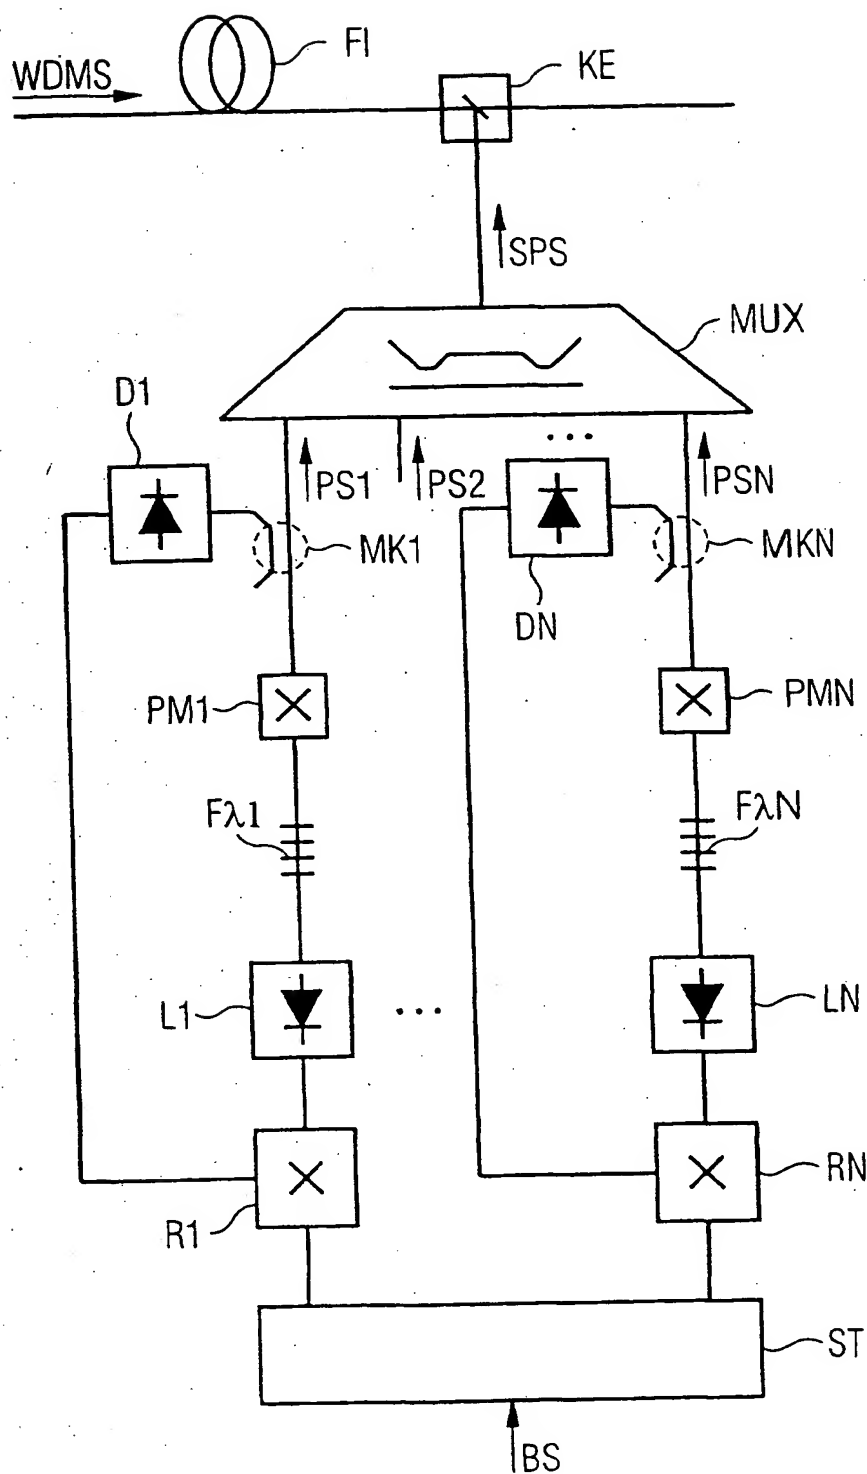 WDMS
FI
KE
SPS
MUX
D1
...
PS1
PS2
PSN
MK1
MKN
DN
PM1
PMN
Fλ1
FλN
L1
...
LN
R1
RN
ST
BS